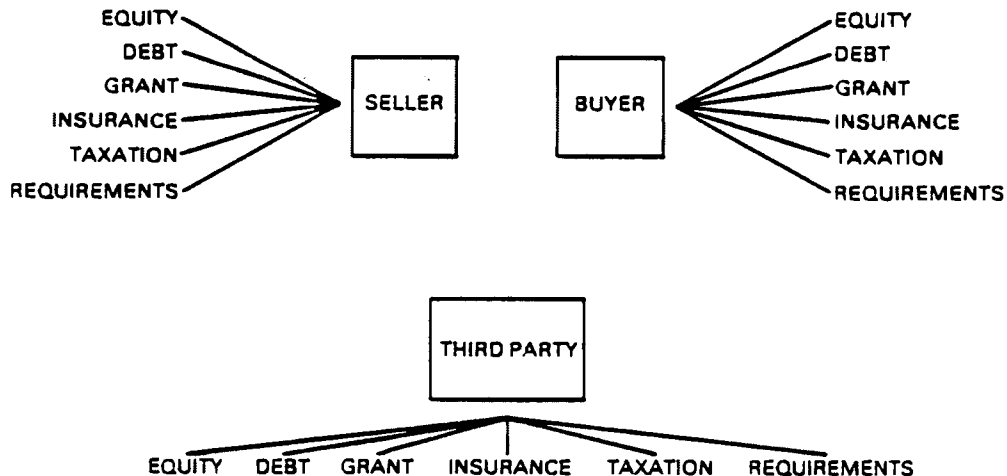 EQUITY
DEBT
GRANT
INSURANCE
TAXATION
REQUIREMENTS
SELLER
BUYER
EQUITY
DEBT
GRANT
INSURANCE
TAXATION
REQUIREMENTS
THIRD PARTY
EQUITY DEBT GRANT INSURANCE TAXATION REQUIREMENTS